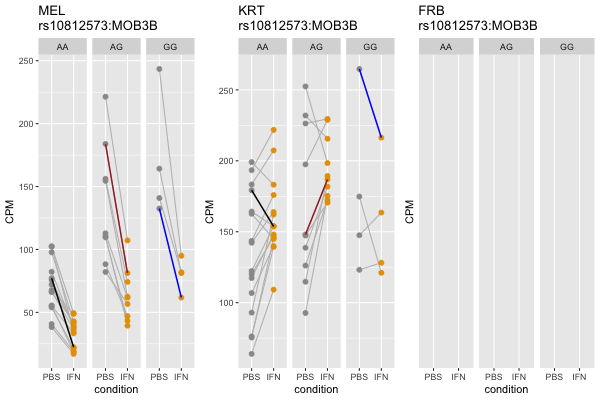 MEL
rs10812573:MOB3B
AA AG GG
CPM
250
200
150
100
50
PBS IFN PBS IFN PBS IFN
condition
KRT
rs10812573:MOB3B
AA AG GG
CPM
250
200
150
100
PBS IFN PBS IFN PBS IFN
condition
FRB
rs10812573:MOB3B
AA AG GG
CPM
PBS IFN PBS IFN PBS IFN
condition